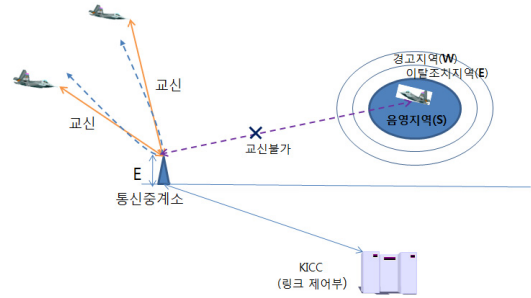 경고지역(W)
이탈조차지역(E)
음영지역(S)
교신
교신
교신불가
E
통신중계소
KICC
(링크 제어부)